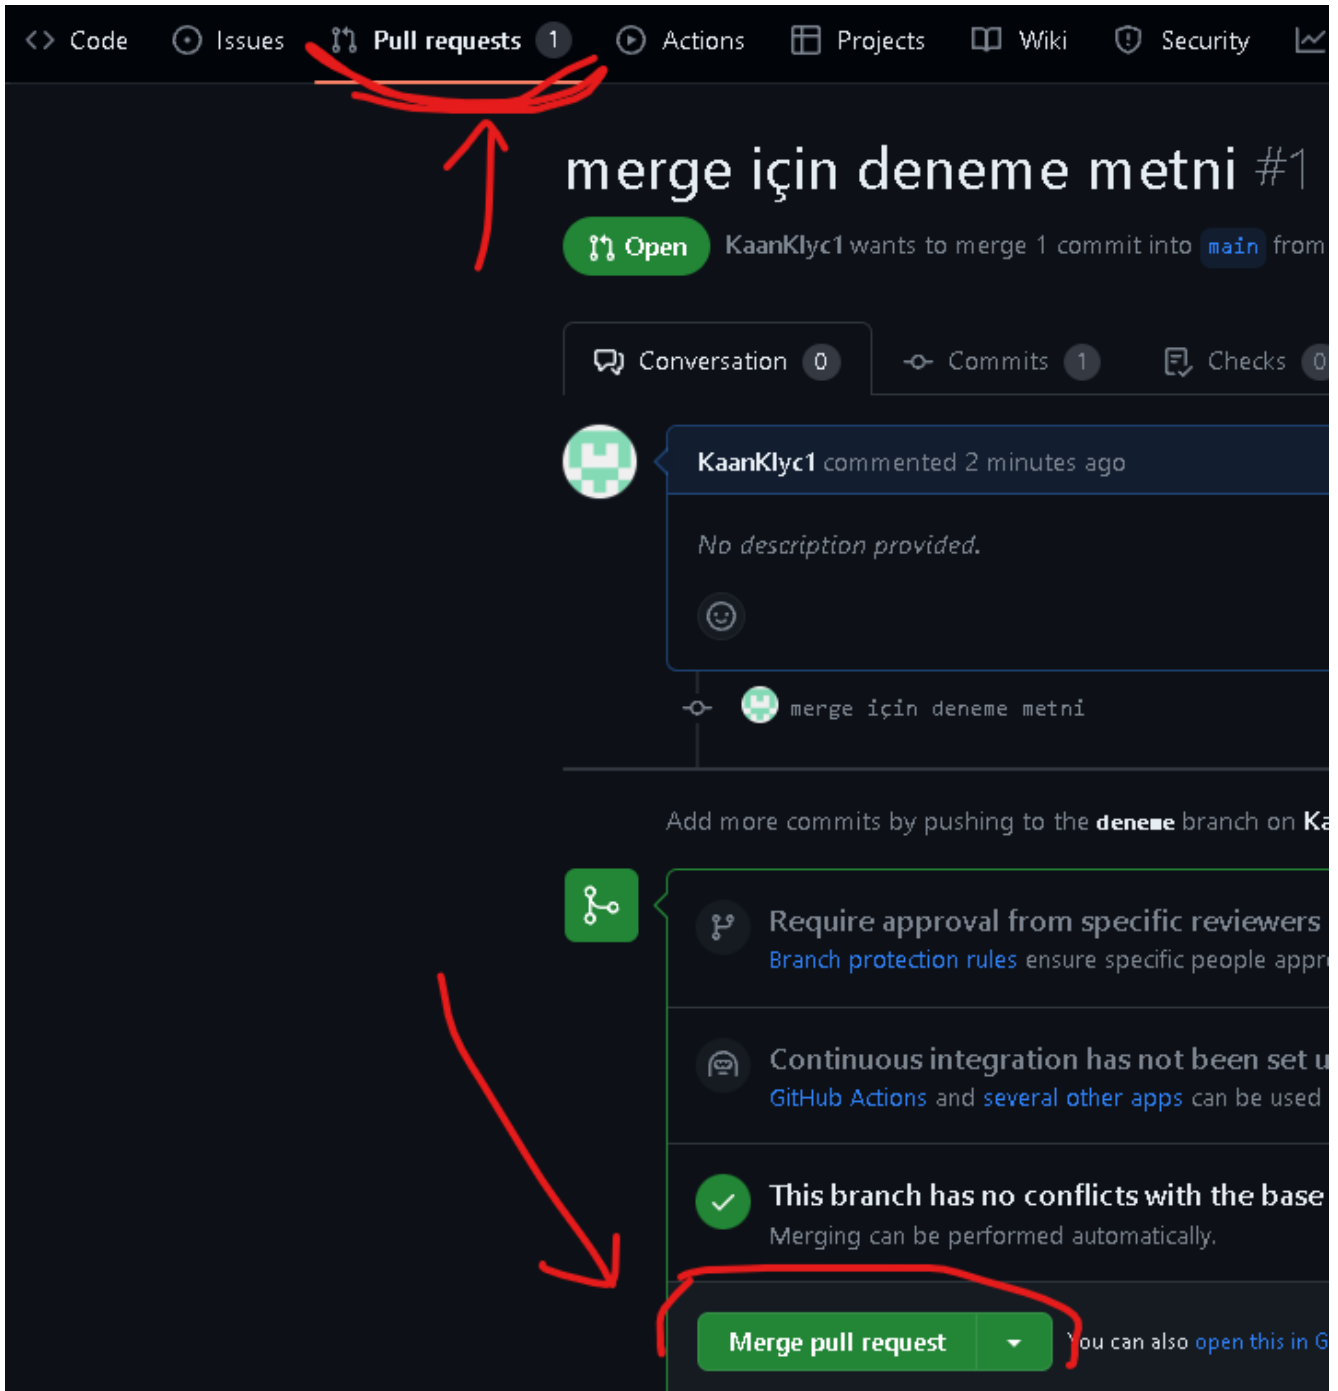 Code Issues Pull requests 1 Actions Projects Wiki Security
merge için deneme metni #1
Open KaanKlyc1 wants to merge 1 commit into main from
Conversation 0 Commits 1 Checks 0
KaanKlyc1 commented 2 minutes ago
No description provided.
merge için deneme metni
Add more commits by pushing to the deneme branch on Ka
Require approval from specific reviewers
Branch protection rules ensure specific people appr
Continuous integration has not been set u
GitHub Actions and several other apps can be used
This branch has no conflicts with the base
Merging can be performed automatically.
Merge pull request You can also open this in G